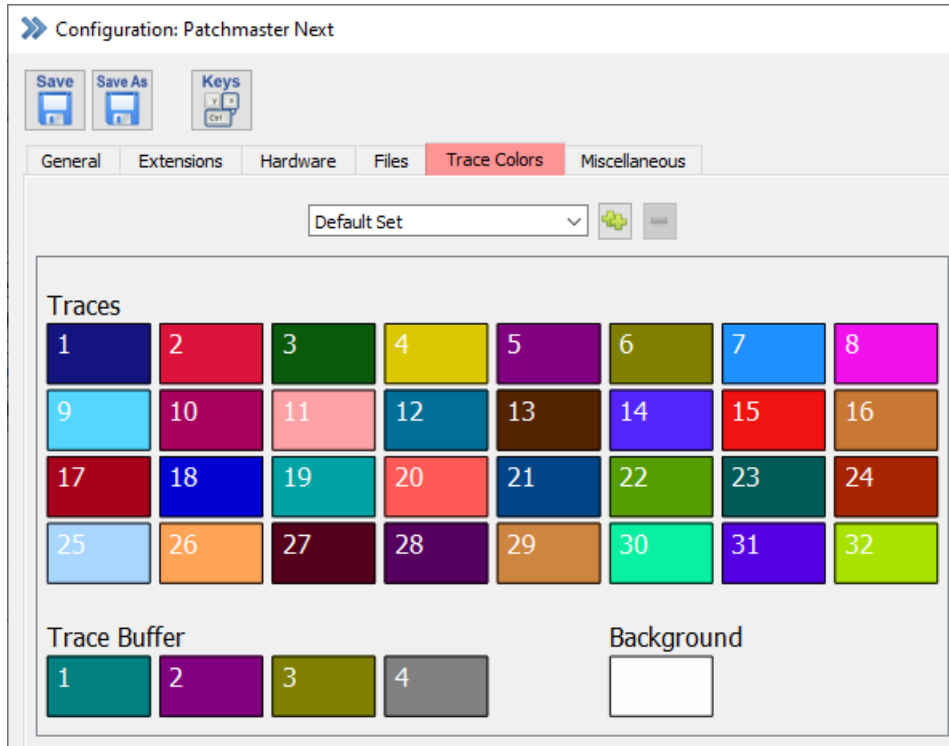 Configuration: Patchmaster Next
Save Save As Keys
Y X
Ctrl
General Extensions Hardware Files Trace Colors Miscellaneous
Default Set
Traces
1 2 3 4 5 6 7 8
9 10 11 12 13 14 15 16
17 18 19 20 21 22 23 24
25 26 27 28 29 30 31 32
Trace Buffer Background
1 2 3 4